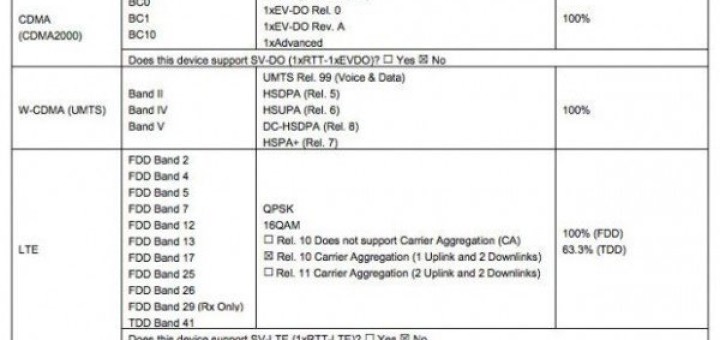 BC0
1xEV-DO Rel. 0
CDMA
BC1
1xEV-DO Rev. A
100%
(CDMA2000)
BC10
1xAdvanced
Does this device support SV-DO (1xRTT-1xEVDO)? ☐ Yes ☒ No
UMTS Rel. 99 (Voice & Data)
Band II
HSDPA (Rel. 5)
W-CDMA (UMTS)
Band IV
HSUPA (Rel. 6)
100%
Band V
DC-HSDPA (Rel. 8)
HSPA+ (Rel. 7)
LTE
FDD Band 2
FDD Band 4
FDD Band 5
FDD Band 7
FDD Band 12
FDD Band 13
FDD Band 17
FDD Band 25
FDD Band 26
FDD Band 29 (Rx Only)
TDD Band 41
QPSK
16QAM
☐ Rel. 10 Does not support Carrier Aggregation (CA)
☒ Rel. 10 Carrier Aggregation (1 Uplink and 2 Downlinks)
☐ Rel. 11 Carrier Aggregation (2 Uplink and 2 Downlinks)
100% (FDD)
63.3% (TDD)
Does this device support SV-LTE (1xRTT-LTE)? ☐ Yes ☒ No